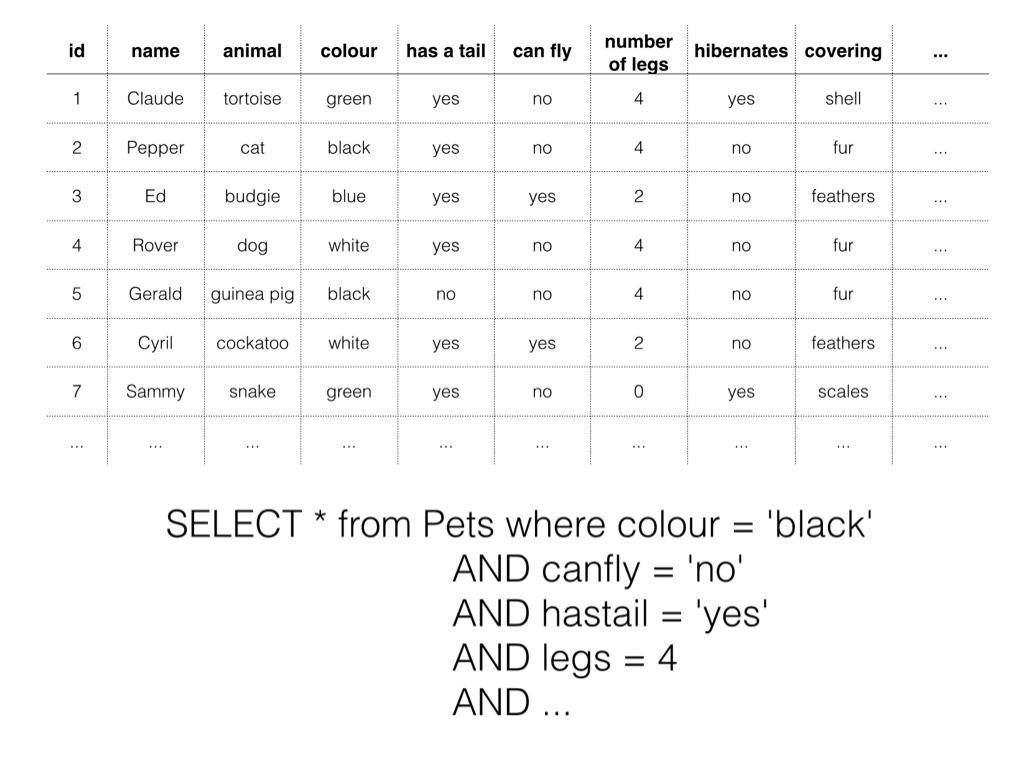 id name animal colour has a tail can fly number of legs hibernates covering ...
1 Claude tortoise green yes no 4 yes shell ...
2 Pepper cat black yes no 4 no fur ...
3 Ed budgie blue yes yes 2 no feathers ...
4 Rover dog white yes no 4 no fur ...
5 Gerald guinea pig black no no 4 no fur ...
6 Cyril cockatoo white yes yes 2 no feathers ...
7 Sammy snake green yes no 0 yes scales ...
... ... ... ... ... ... ... ... ... ...
SELECT * from Pets where colour = 'black'
AND canfly = 'no'
AND hastail = 'yes'
AND legs = 4
AND ...